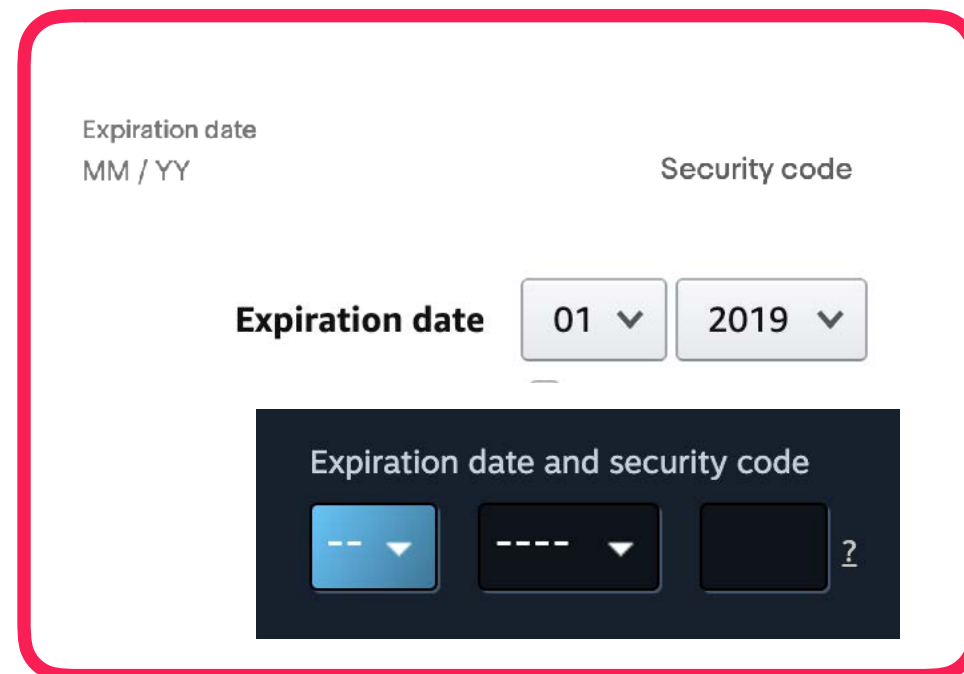 Expiration date
MM / YY
Security code
Expiration date 01 2019
Expiration date and security code
-- ---- ?